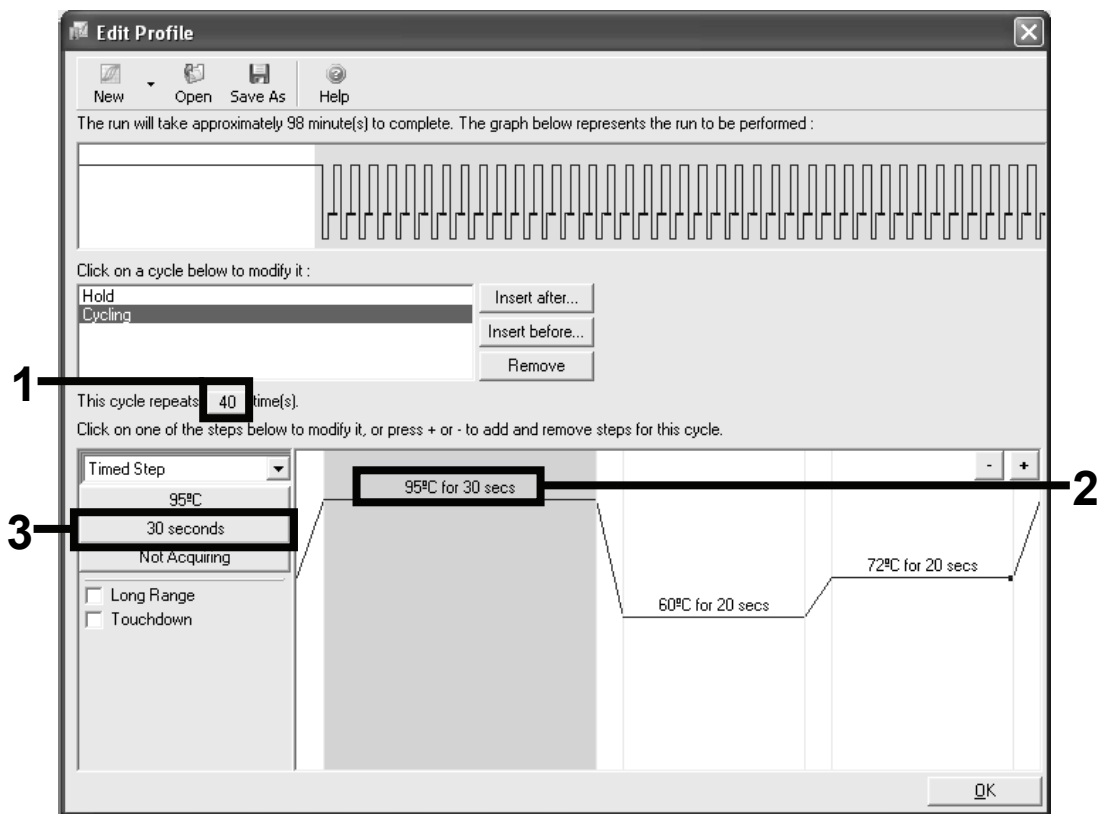 Edit Profile
New Open Save As Help
The run will take approximately 98 minute(s) to complete. The graph below represents the run to be performed :
Click on a cycle below to modify it :
Hold
Cycling
Insert after...
Insert before...
Remove
1
This cycle repeats 40 time(s).
Click on one of the steps below to modify it, or press + or - to add and remove steps for this cycle.
Timed Step
- +
95ºC
95ºC for 30 secs
2
3
30 seconds
Not Acquiring
72ºC for 20 secs
Long Range
60ºC for 20 secs
Touchdown
OK